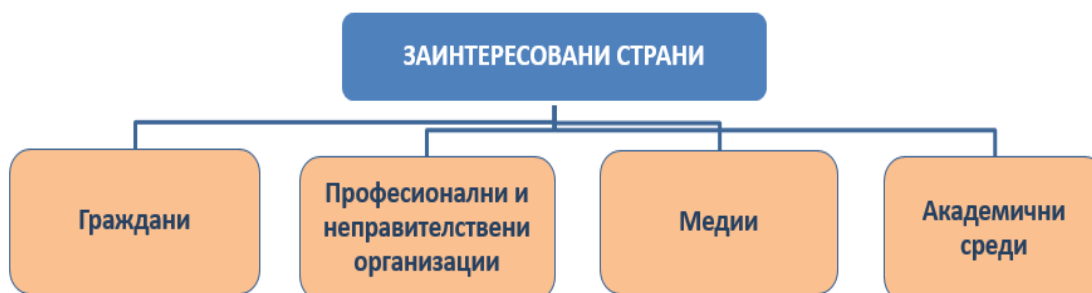 ЗАИНТЕРЕСОВАНИ СТРАНИ
Граждани
Професионални и
неправителствени
организации
Медии
Академични
среди